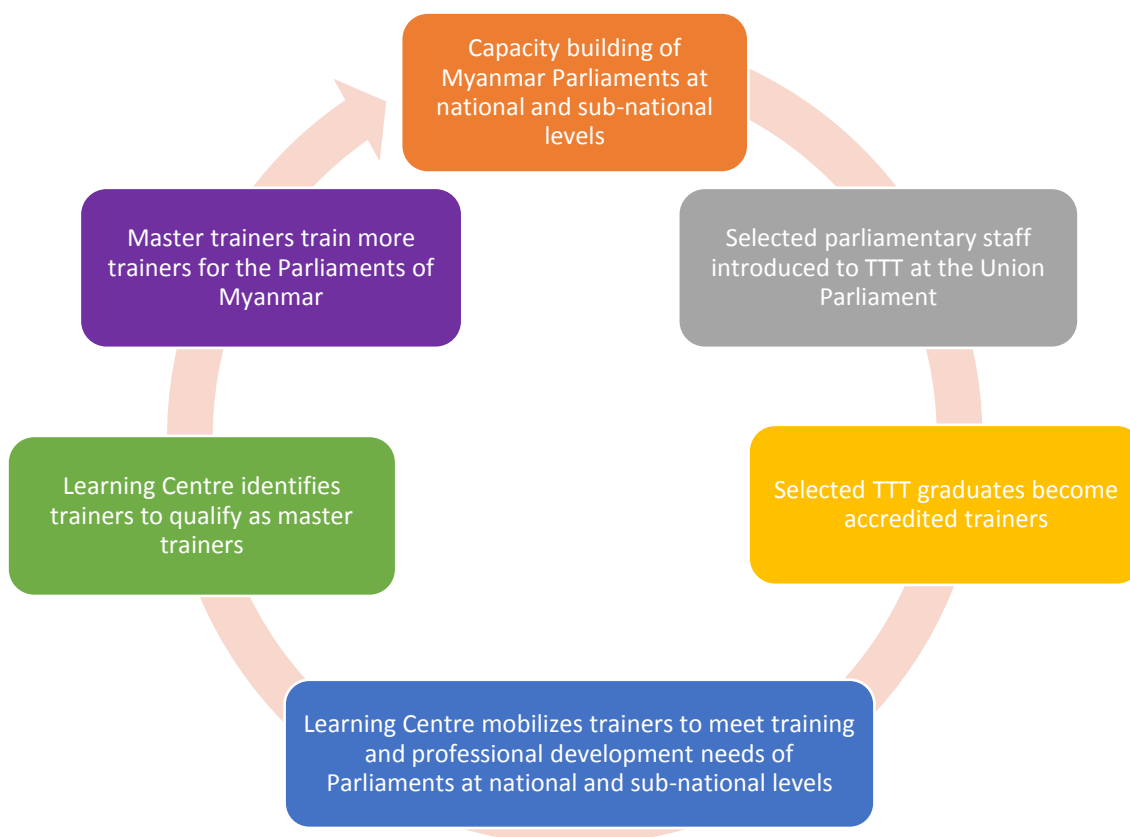 Capacity building of
Myanmar Parliaments at
national and sub-national
levels
Selected parliamentary staff
introduced to TTT at the Union
Parliament
Selected TTT graduates become
accredited trainers
Learning Centre mobilizes trainers to meet training
and professional development needs of
Parliaments at national and sub-national levels
Learning Centre identifies
trainers to qualify as master
trainers
Master trainers train more
trainers for the Parliaments of
Myanmar